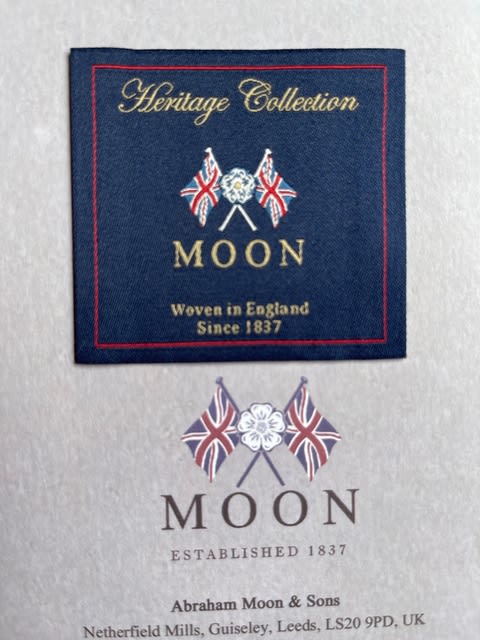 Heritage Collection
MOON
Woven in England
Since 1837
MOON
ESTABLISHED 1837
Abraham Moon & Sons
Netherfield Mills, Guiseley, Leeds, LS20 9PD, UK